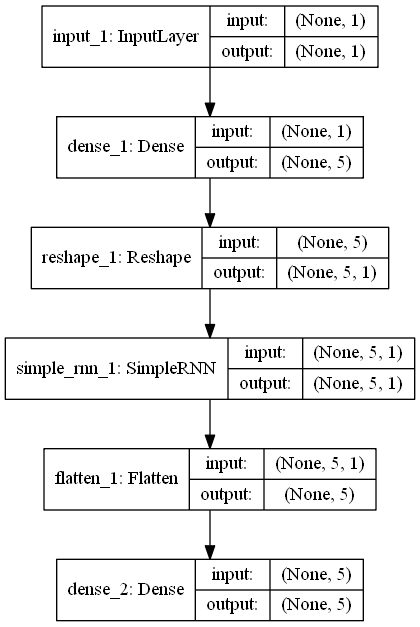 input_1: InputLayer
input: (None, 1)
output: (None, 1)
dense_1: Dense
input: (None, 1)
output: (None, 5)
reshape_1: Reshape
input: (None, 5)
output: (None, 5, 1)
simple_rnn_1: SimpleRNN
input: (None, 5, 1)
output: (None, 5, 1)
flatten_1: Flatten
input: (None, 5, 1)
output: (None, 5)
dense_2: Dense
input: (None, 5)
output: (None, 5)